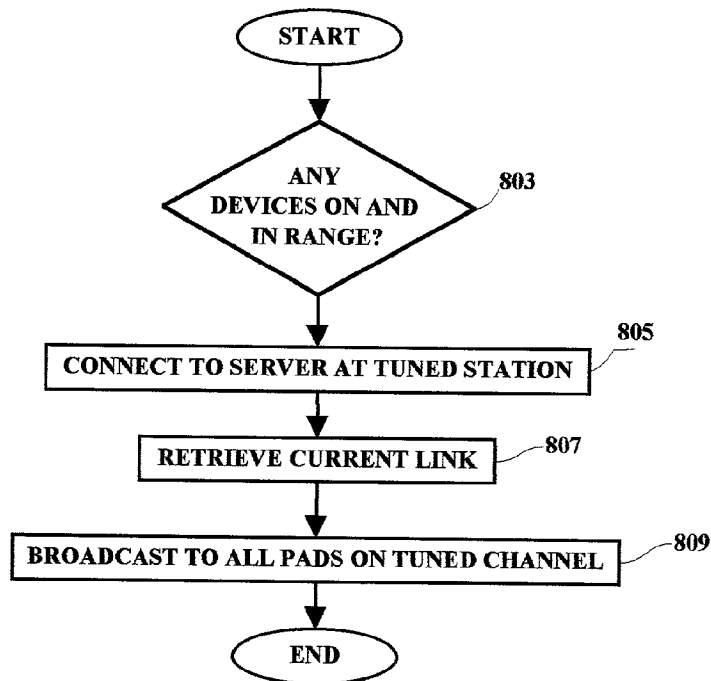 START
ANY
DEVICES ON AND
IN RANGE?
803
805
CONNECT TO SERVER AT TUNED STATION
RETRIEVE CURRENT LINK
807
BROADCAST TO ALL PADS ON TUNED CHANNEL
809
END